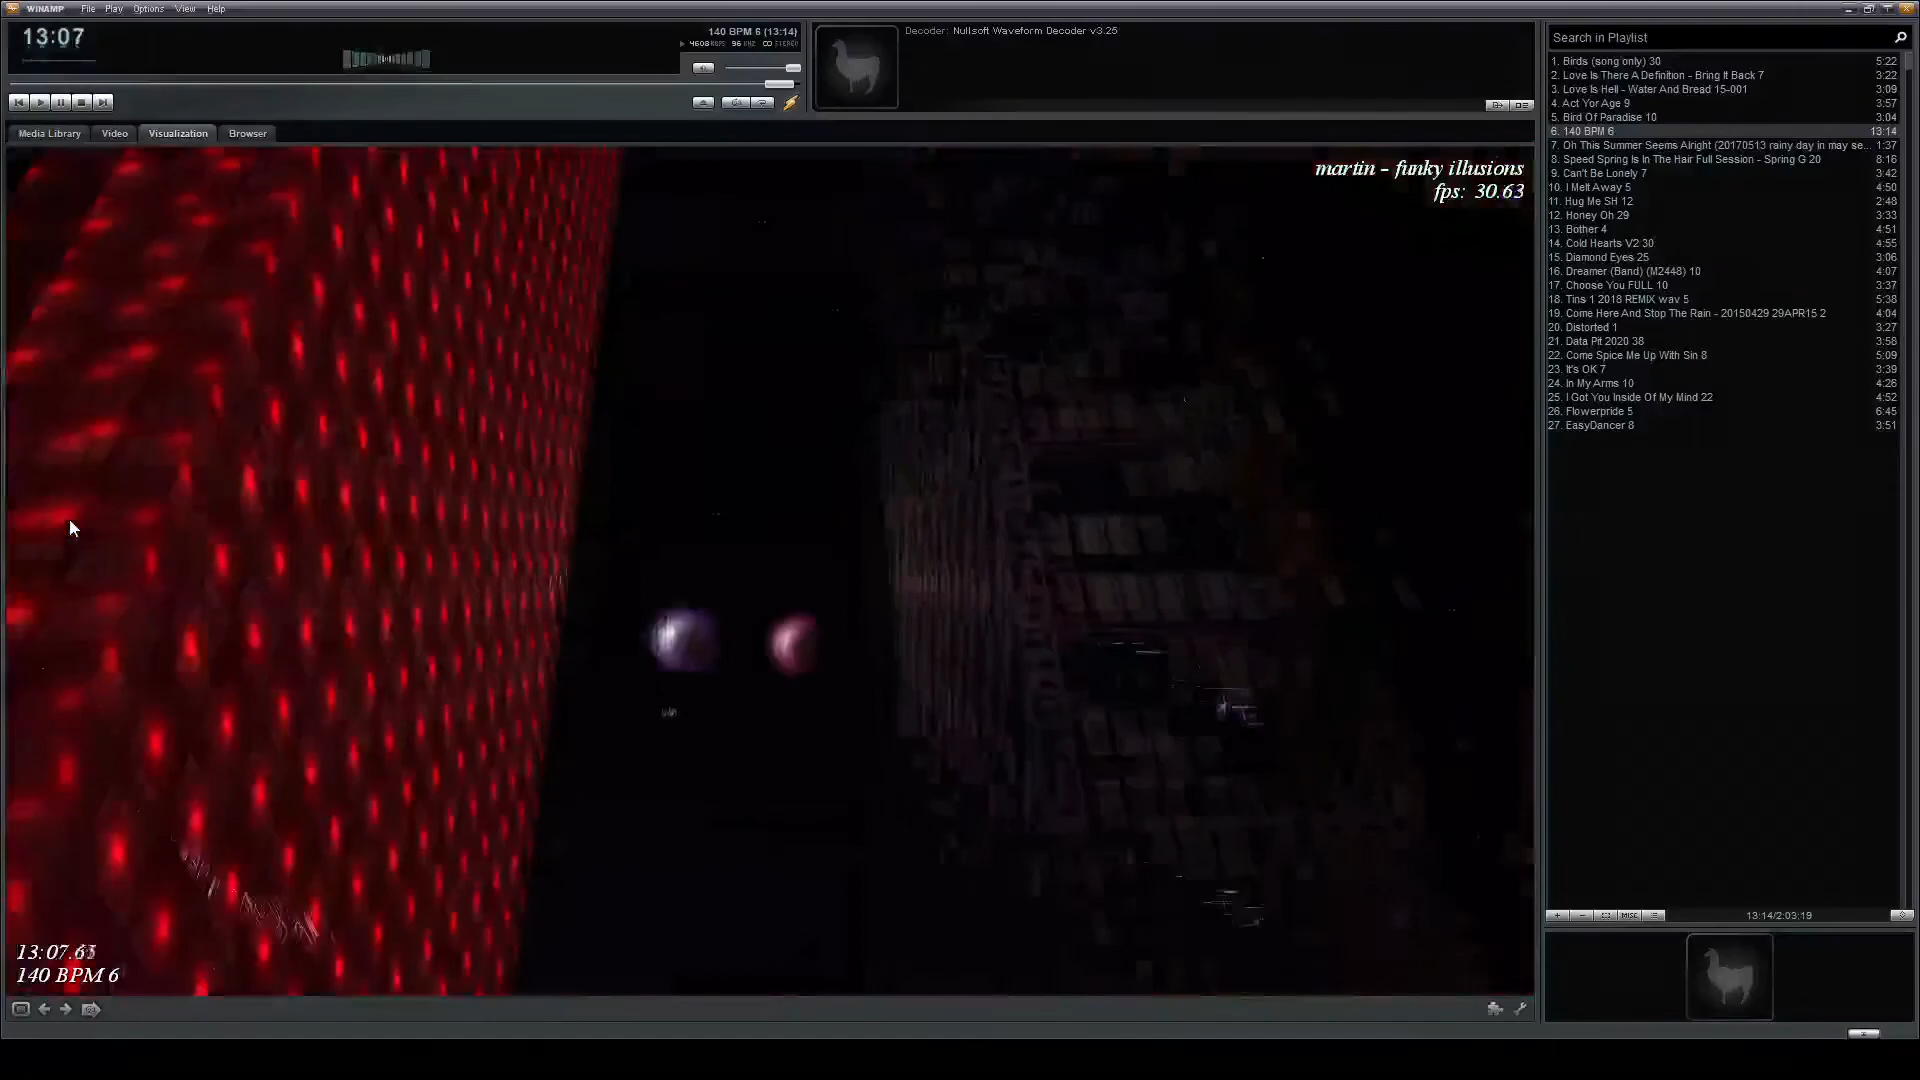 WINAMP File Play Options View Help
13:07
140 BPM 6 (13:14)
4608 KBPS 96 KHZ STEREO
Decoder: Nullsoft Waveform Decoder v3.25
Media Library Video Visualization Browser
martin - funky illusions
fps: 30.63
13:07.63
140 BPM 6
Search in Playlist
1. Birds (song only) 30 5:22
2. Love Is There A Definition - Bring It Back 7 3:22
3. Love Is Hell - Water And Bread 15-001 3:09
4. Act Yor Age 9 3:57
5. Bird Of Paradise 10 3:04
6. 140 BPM 6 13:14
7. Oh This Summer Seems Alright (20170513 rainy day in may se... 1:37
8. Speed Spring Is In The Hair Full Session - Spring G 20 8:16
9. Can't Be Lonely 7 3:42
10. I Melt Away 5 4:50
11. Hug Me SH 12 2:48
12. Honey Oh 29 3:33
13. Bother 4 4:51
14. Cold Hearts V2 30 4:55
15. Diamond Eyes 25 3:06
16. Dreamer (Band) (M2448) 10 4:07
17. Choose You FULL 10 3:37
18. Tins 1 2018 REMIX wav 5 5:38
19. Come Here And Stop The Rain - 20150429 29APR15 2 4:04
20. Distorted 1 3:27
21. Data Pit 2020 38 3:58
22. Come Spice Me Up With Sin 8 5:09
23. It's OK 7 3:39
24. In My Arms 10 4:26
25. I Got You Inside Of My Mind 22 4:52
26. Flowerpride 5 6:45
27. EasyDancer 8 3:51
MISC 13:14/2:03:19